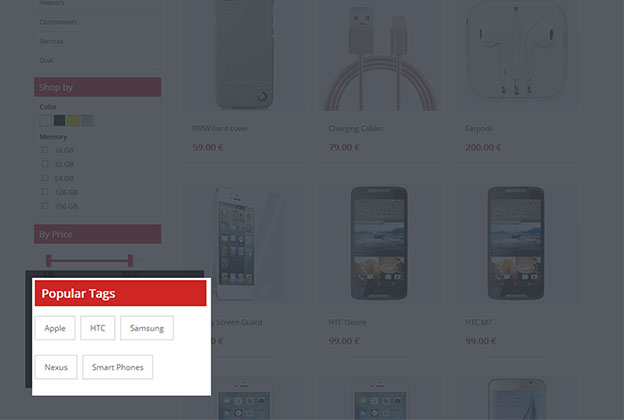 Network
Components
Services
Dual
Shop by
Color
Memory
16 GB
32 GB
64 GB
128 GB
256 GB
By Price
Popular Tags
Apple
HTC
Samsung
Nexus
Smart Phones
BMW hard cover
59.00 €
Charging Cables
79.00 €
Earpods
200.00 €
Screen Guard
99.00 €
HTC Desire
99.00 €
HTC M7
99.00 €